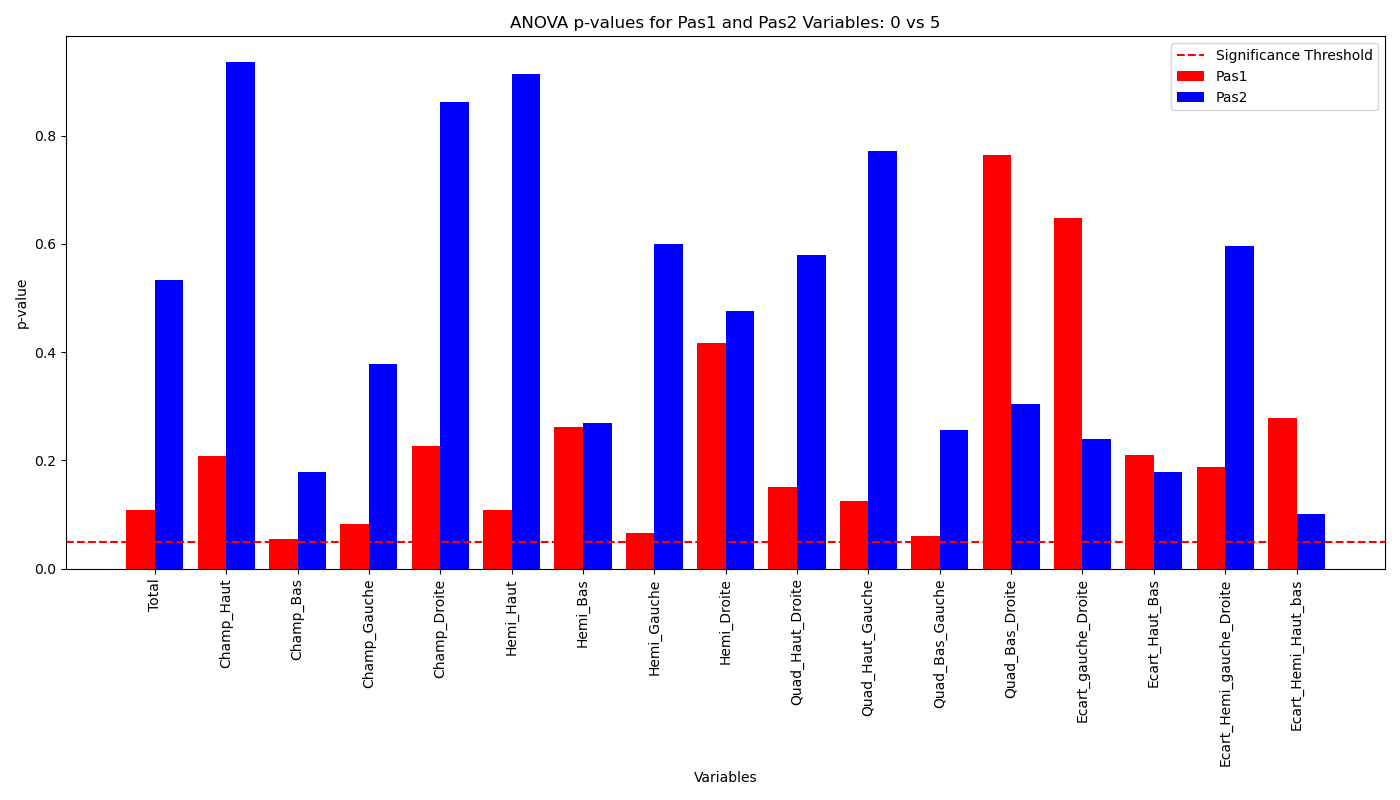 ANOVA p-values for Pas1 and Pas2 Variables: 0 vs 5
Significance Threshold
Pas1
Pas2
p-value
0.8
0.6
0.4
0.2
0.0
Total
Champ_Haut
Champ_Bas
Champ_Gauche
Champ_Droite
Hemi_Haut
Hemi_Bas
Hemi_Gauche
Hemi_Droite
Quad_Haut_Droite
Quad_Haut_Gauche
Quad_Bas_Gauche
Quad_Bas_Droite
Ecart_gauche_Droite
Ecart_Haut_Bas
Ecart_Hemi_gauche_Droite
Ecart_Hemi_Haut_bas
Variables